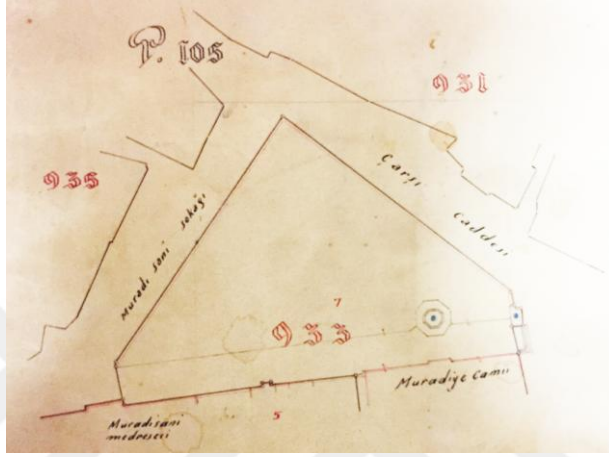 P. 105
931
935
Çarşı
Caddesi
Muradı sani sokağı
7
933
Muradiye Camii
Muradisani
medresesi
5